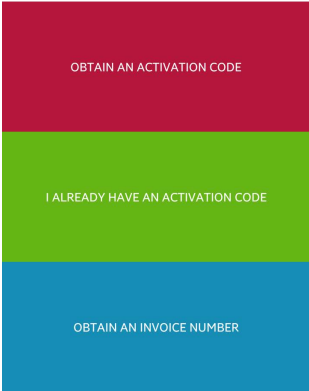 OBTAIN AN ACTIVATION CODE
I ALREADY HAVE AN ACTIVATION CODE
OBTAIN AN INVOICE NUMBER